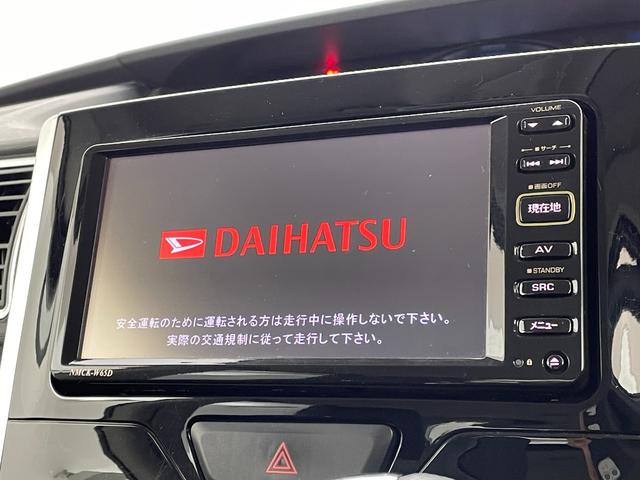 VOLUME
サーチ
画面OFF
現在地
AV
STANDBY
SRC
メニュー
DAIHATSU
安全運転のために運転される方は走行中に操作しないで下さい。
実際の交通規制に従って走行して下さい。
NMCK-W65D